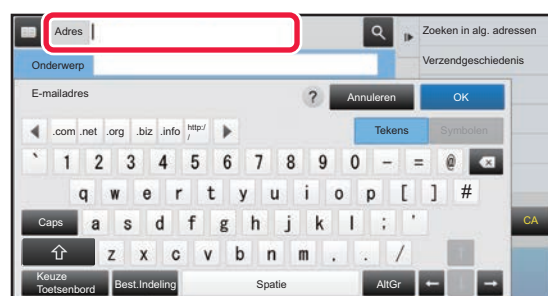 Adres
Zoeken in alg. adressen
Onderwerp
Verzendgeschiedenis
E-mailadres
?
Annuleren
OK
.com .net .org .biz .info http:/
/
Tekens
Symbolen
` 1 2 3 4 5 6 7 8 9 0 - = @
q w e r t y u i o p [ ] #
Caps a s d f g h j k l ; '
CA
z x c v b n m , . /
Keuze
Toetsenbord
Best.Indeling
Spatie
AltGr